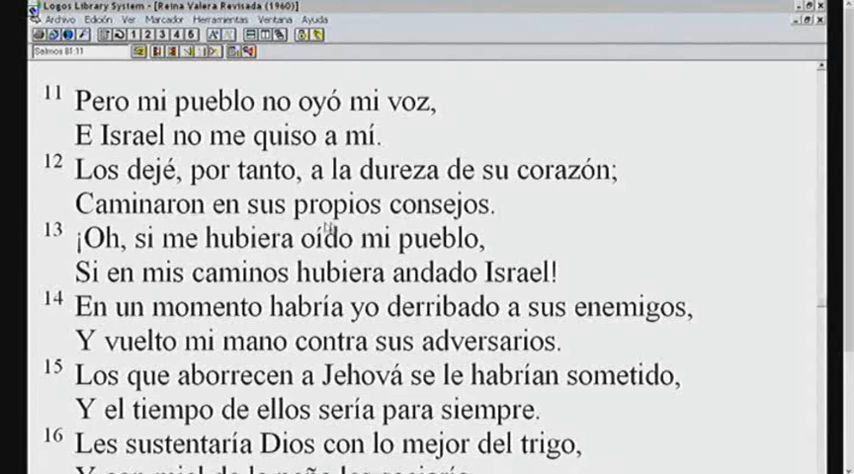 Logos Library System - [Reina Valera Revisada (1960)]
Archivo Edición Ver Marcador Herramientas Ventana Ayuda
1 2 3 4 5
Salmos 81:11
11 Pero mi pueblo no oyó mi voz,
E Israel no me quiso a mí.
12 Los dejé, por tanto, a la dureza de su corazón;
Caminaron en sus propios consejos.
13 ¡Oh, si me hubiera oído mi pueblo,
Si en mis caminos hubiera andado Israel!
14 En un momento habría yo derribado a sus enemigos,
Y vuelto mi mano contra sus adversarios.
15 Los que aborrecen a Jehová se le habrían sometido,
Y el tiempo de ellos sería para siempre.
16 Les sustentaría Dios con lo mejor del trigo,